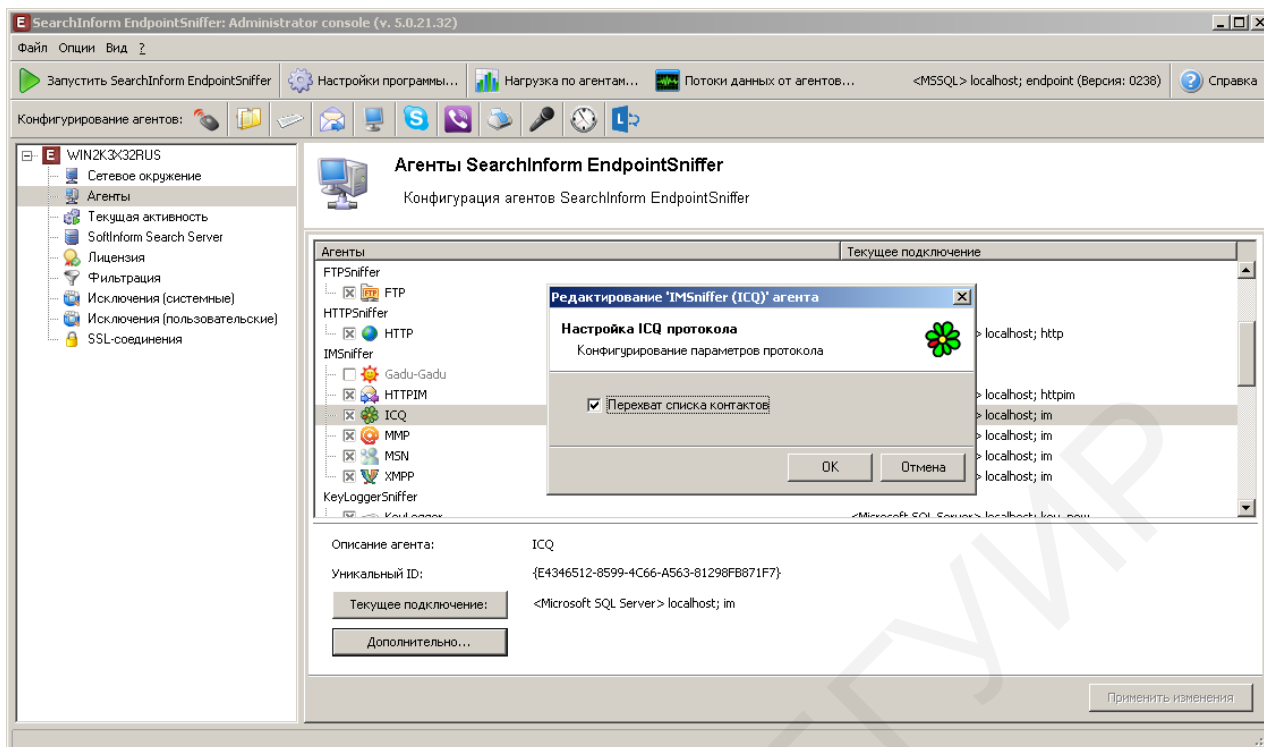 SearchInform EndpointSniffer: Administrator console (v. 5.0.21.32)
Файл Опции Вид ?
Запустить SearchInform EndpointSniffer Настройки программы... Нагрузка по агентам... Потоки данных от агентов... <MSSQL> localhost; endpoint (Версия: 0238) Справка
Конфигурирование агентов:
WIN2K3X32RUS
Сетевое окружение
Агенты
Текущая активность
SoftInform Search Server
Лицензия
Фильтрация
Исключения (системные)
Исключения (пользовательские)
SSL-соединения
Агенты SearchInform EndpointSniffer
Конфигурация агентов SearchInform EndpointSniffer
Агенты Текущее подключение
FTPSniffer
FTP
HTTPSniffer
HTTP > localhost; http
IMSniffer
Gadu-Gadu
HTTPIM > localhost; httpim
ICQ > localhost; im
MMP > localhost; im
MSN > localhost; im
XMPP > localhost; im
KeyLoggerSniffer
KeyLogger <Microsoft SQL Server> localhost;
Редактирование 'IMSniffer (ICQ)' агента
Настройка ICQ протокола
Конфигурирование параметров протокола
Перехват списка контактов
OK Отмена
Описание агента: ICQ
Уникальный ID: {E4346512-8599-4C66-A563-81298FB871F7}
Текущее подключение: <Microsoft SQL Server> localhost; im
Дополнительно...
Применить изменения
ГУИР